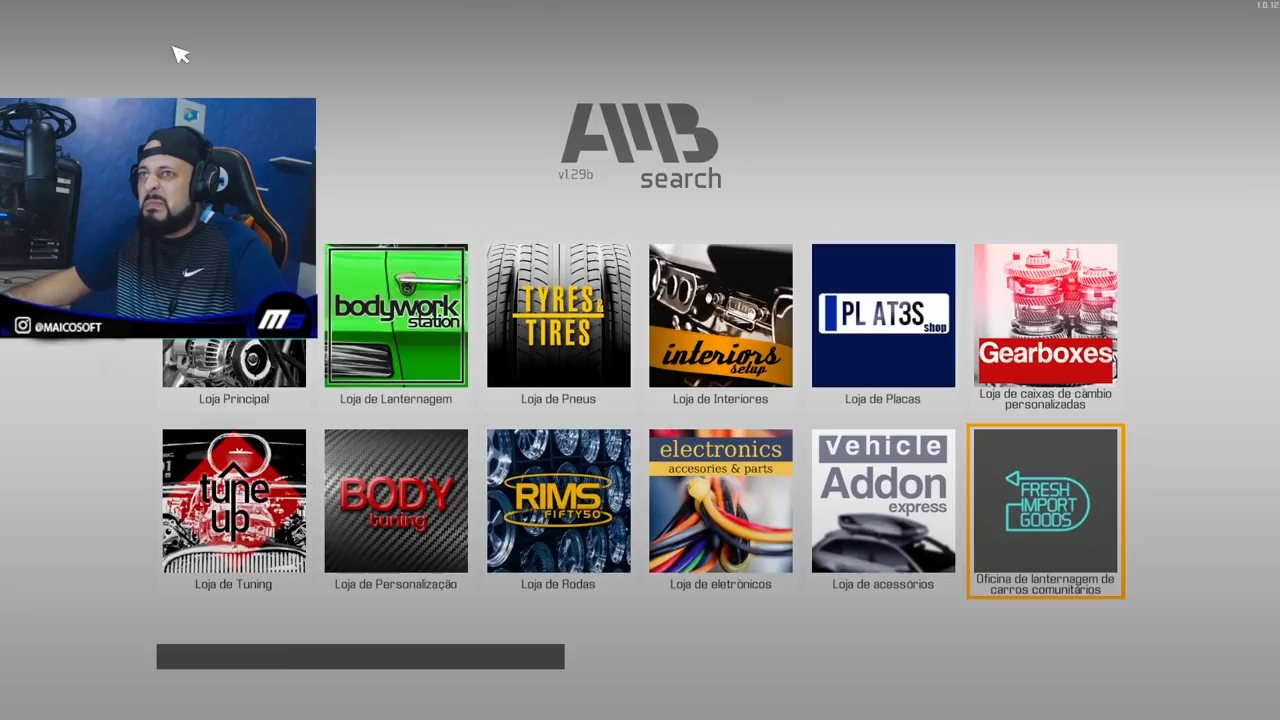 1.0.12
AMB
v1.29b
search
@MAICOSOFT
MS
bodywork
station
TYRES &
TIRES
interiors
setup
PL AT3S
shop
Gearboxes
Loja Principal
Loja de Lanternagem
Loja de Pneus
Loja de Interiores
Loja de Placas
Loja de caixas de câmbio
personalizadas
tune
up
BODY
tuning
RIMS
FIFTY50
electronics
accesories & parts
vehicle
Addon
express
FRESH
IMPORT
GOODS
Loja de Tuning
Loja de Personalização
Loja de Rodas
Loja de eletrônicos
Loja de acessórios
Oficina de lanternagem de
carros comunitários